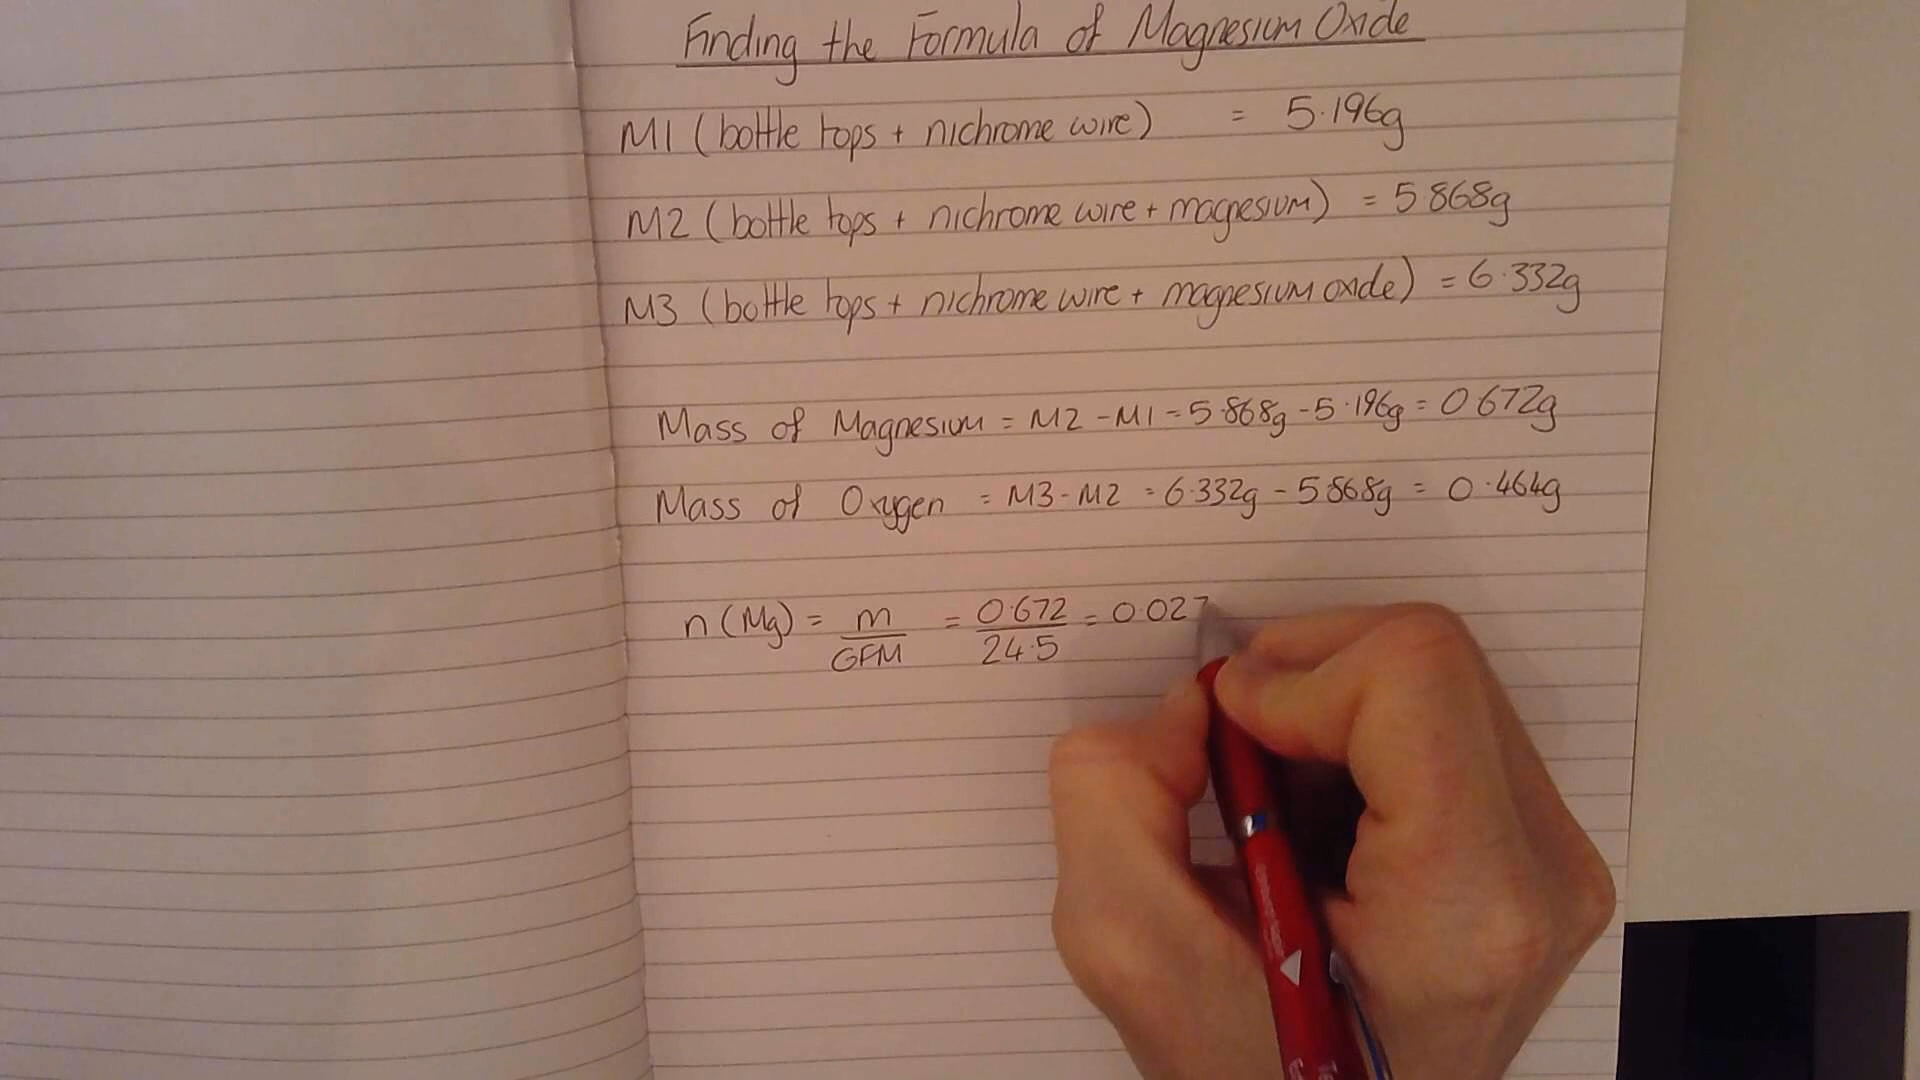 Finding the Formula of Magnesium Oxide
M1 (bottle tops + nichrome wire) = 5.196g
M2 (bottle tops + nichrome wire + magnesium) = 5 868g
M3 (bottle tops + nichrome wire + magnesium oxide) = 6.332g
Mass of Magnesium = M2 - M1 = 5.868g - 5.196g = 0.672g
Mass of Oxygen = M3 - M2 = 6.332g - 5.868g = 0.464g
n (Mg) = m / GFM = 0.672 / 24.5 = 0.027